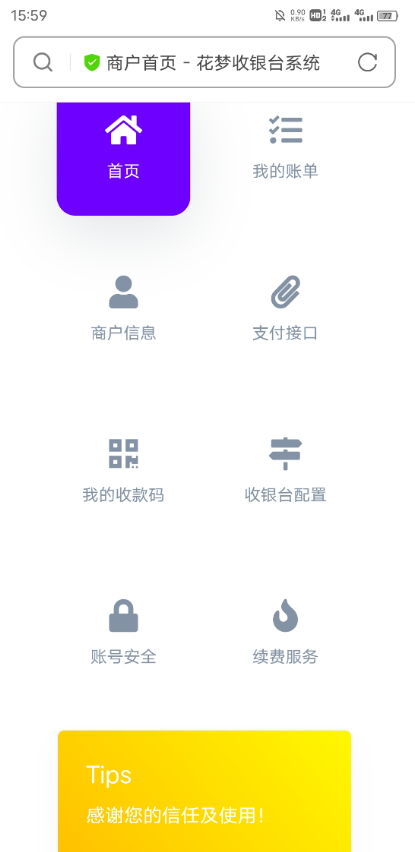 15:59 0.90 KB/s HD 1 2 4G 4G
商户首页 - 花梦收银台系统
首页 我的账单
商户信息 支付接口
我的收款码 收银台配置
账号安全 续费服务
Tips
感谢您的信任及使用！